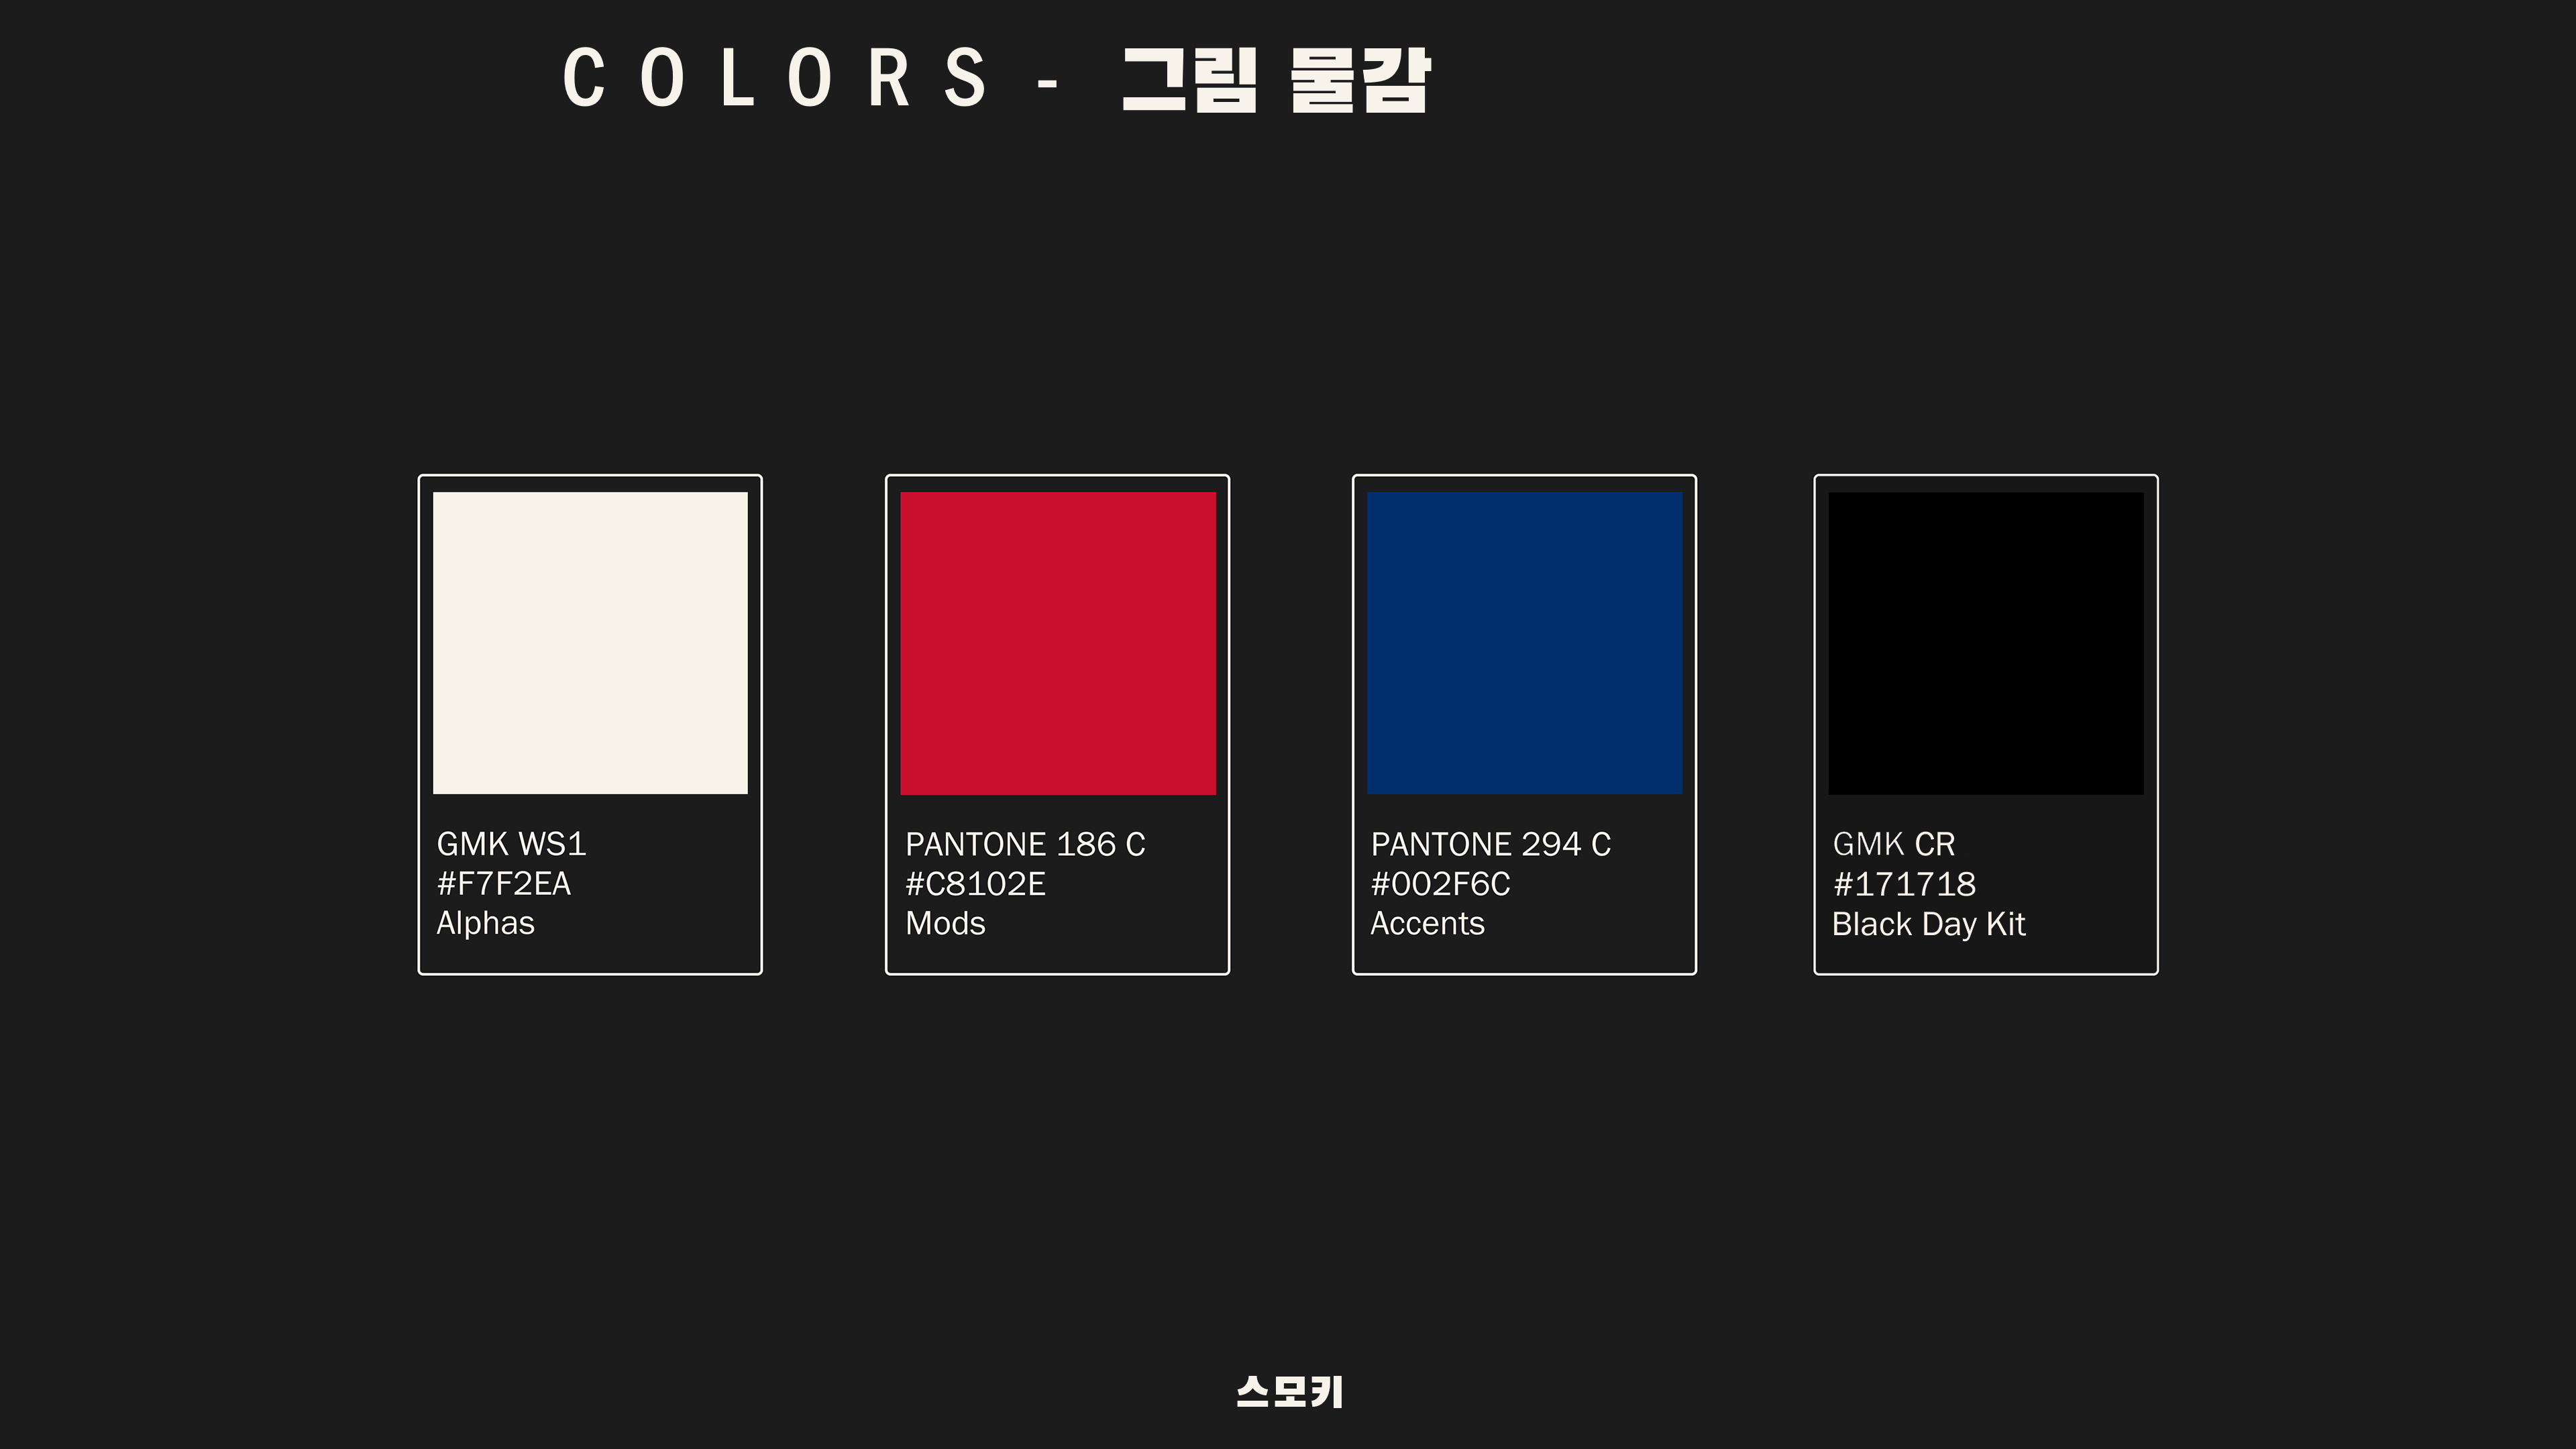 COLORS - 그림 물감
GMK WS1
#F7F2EA
Alphas
PANTONE 186 C
#C8102E
Mods
PANTONE 294 C
#002F6C
Accents
GMK CR
#171718
Black Day Kit
스모키